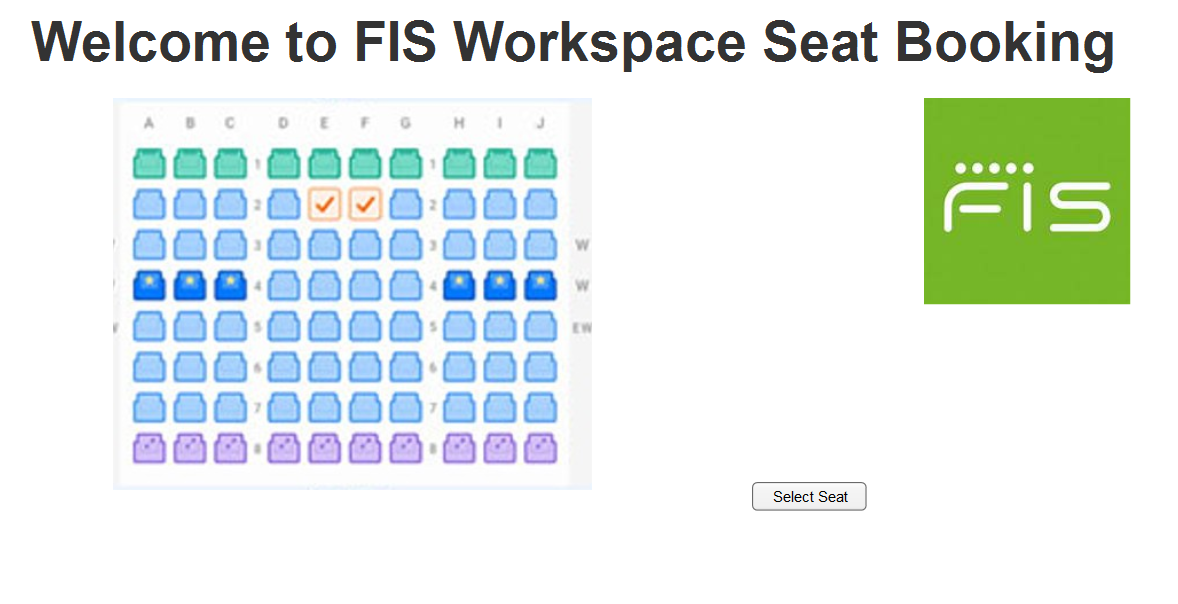 Welcome to FIS Workspace Seat Booking
A B C D E F G H I J
1 1
2 2
3 3 W
4 4 W
5 5 EW
6 6
7 7
8 8
FIS
Select Seat